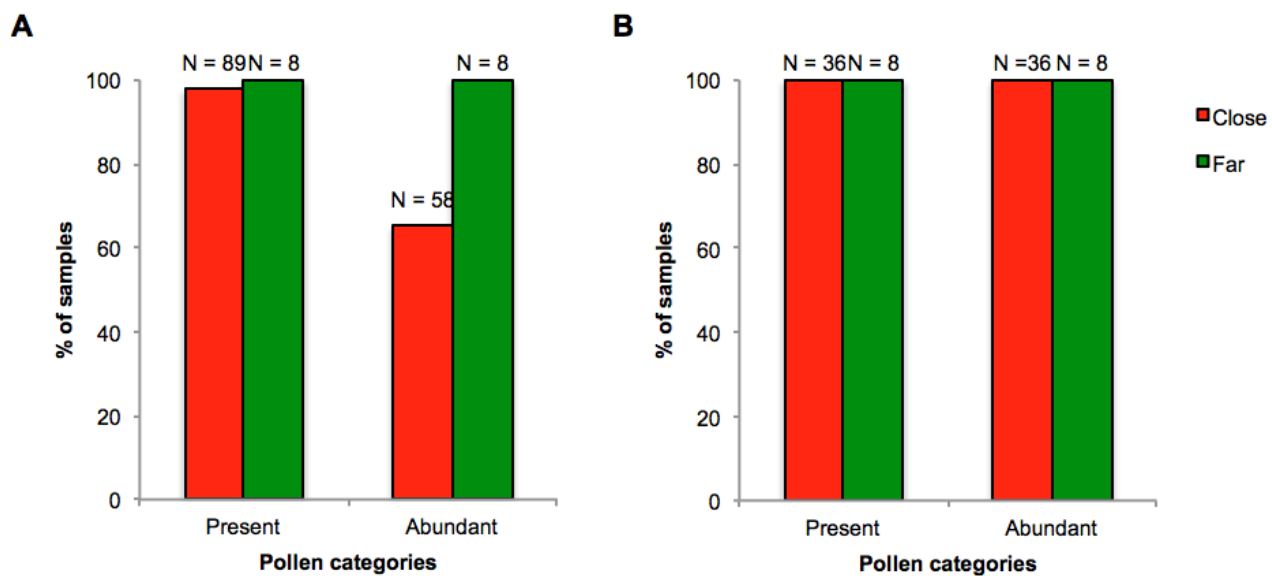 A
N = 89 N = 8
N = 8
100
80
N = 58
60
40
20
0
% of samples
Present
Abundant
Pollen categories
B
N = 36 N = 8
N =36 N = 8
100
80
60
40
20
0
% of samples
Present
Abundant
Pollen categories
Close
Far